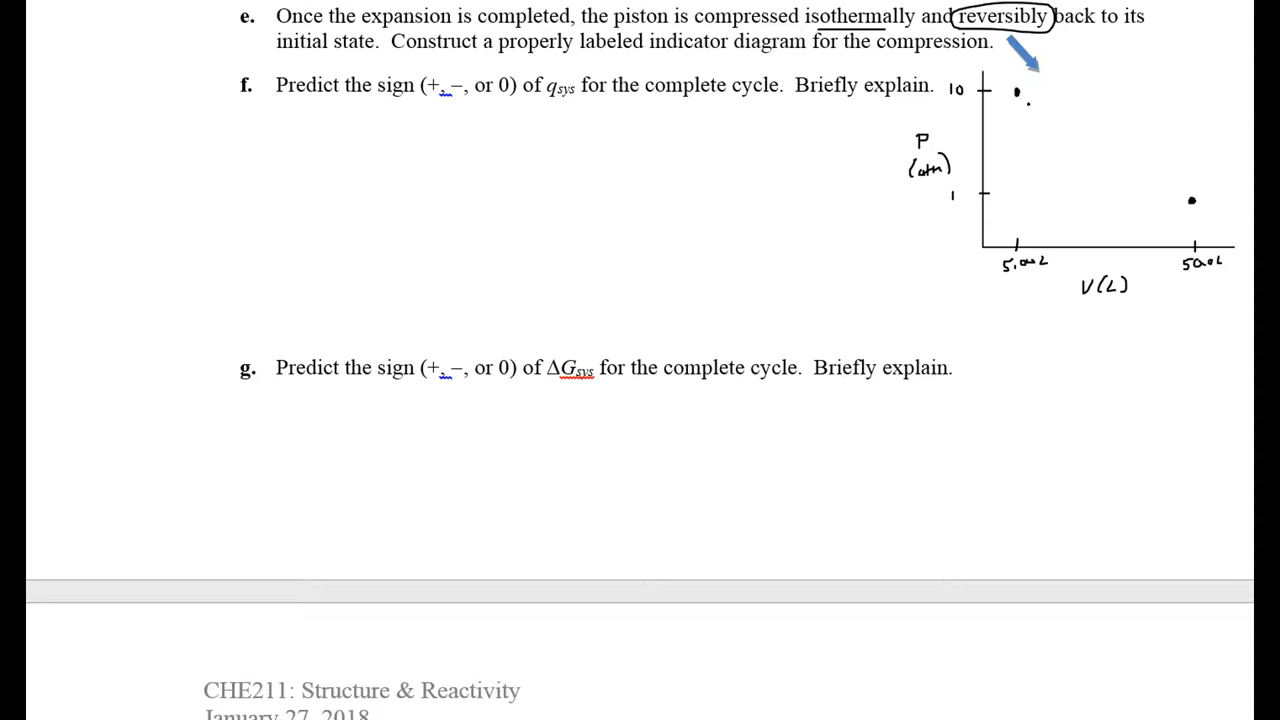 e. Once the expansion is completed, the piston is compressed isothermally and reversibly back to its
initial state. Construct a properly labeled indicator diagram for the compression.
f. Predict the sign (+, −, or 0) of qsys for the complete cycle. Briefly explain.
10
P
(atm)
1
5.00 L
50.0 L
V(L)
g. Predict the sign (+, −, or 0) of ΔGsys for the complete cycle. Briefly explain.
CHE211: Structure & Reactivity
January 27, 2018